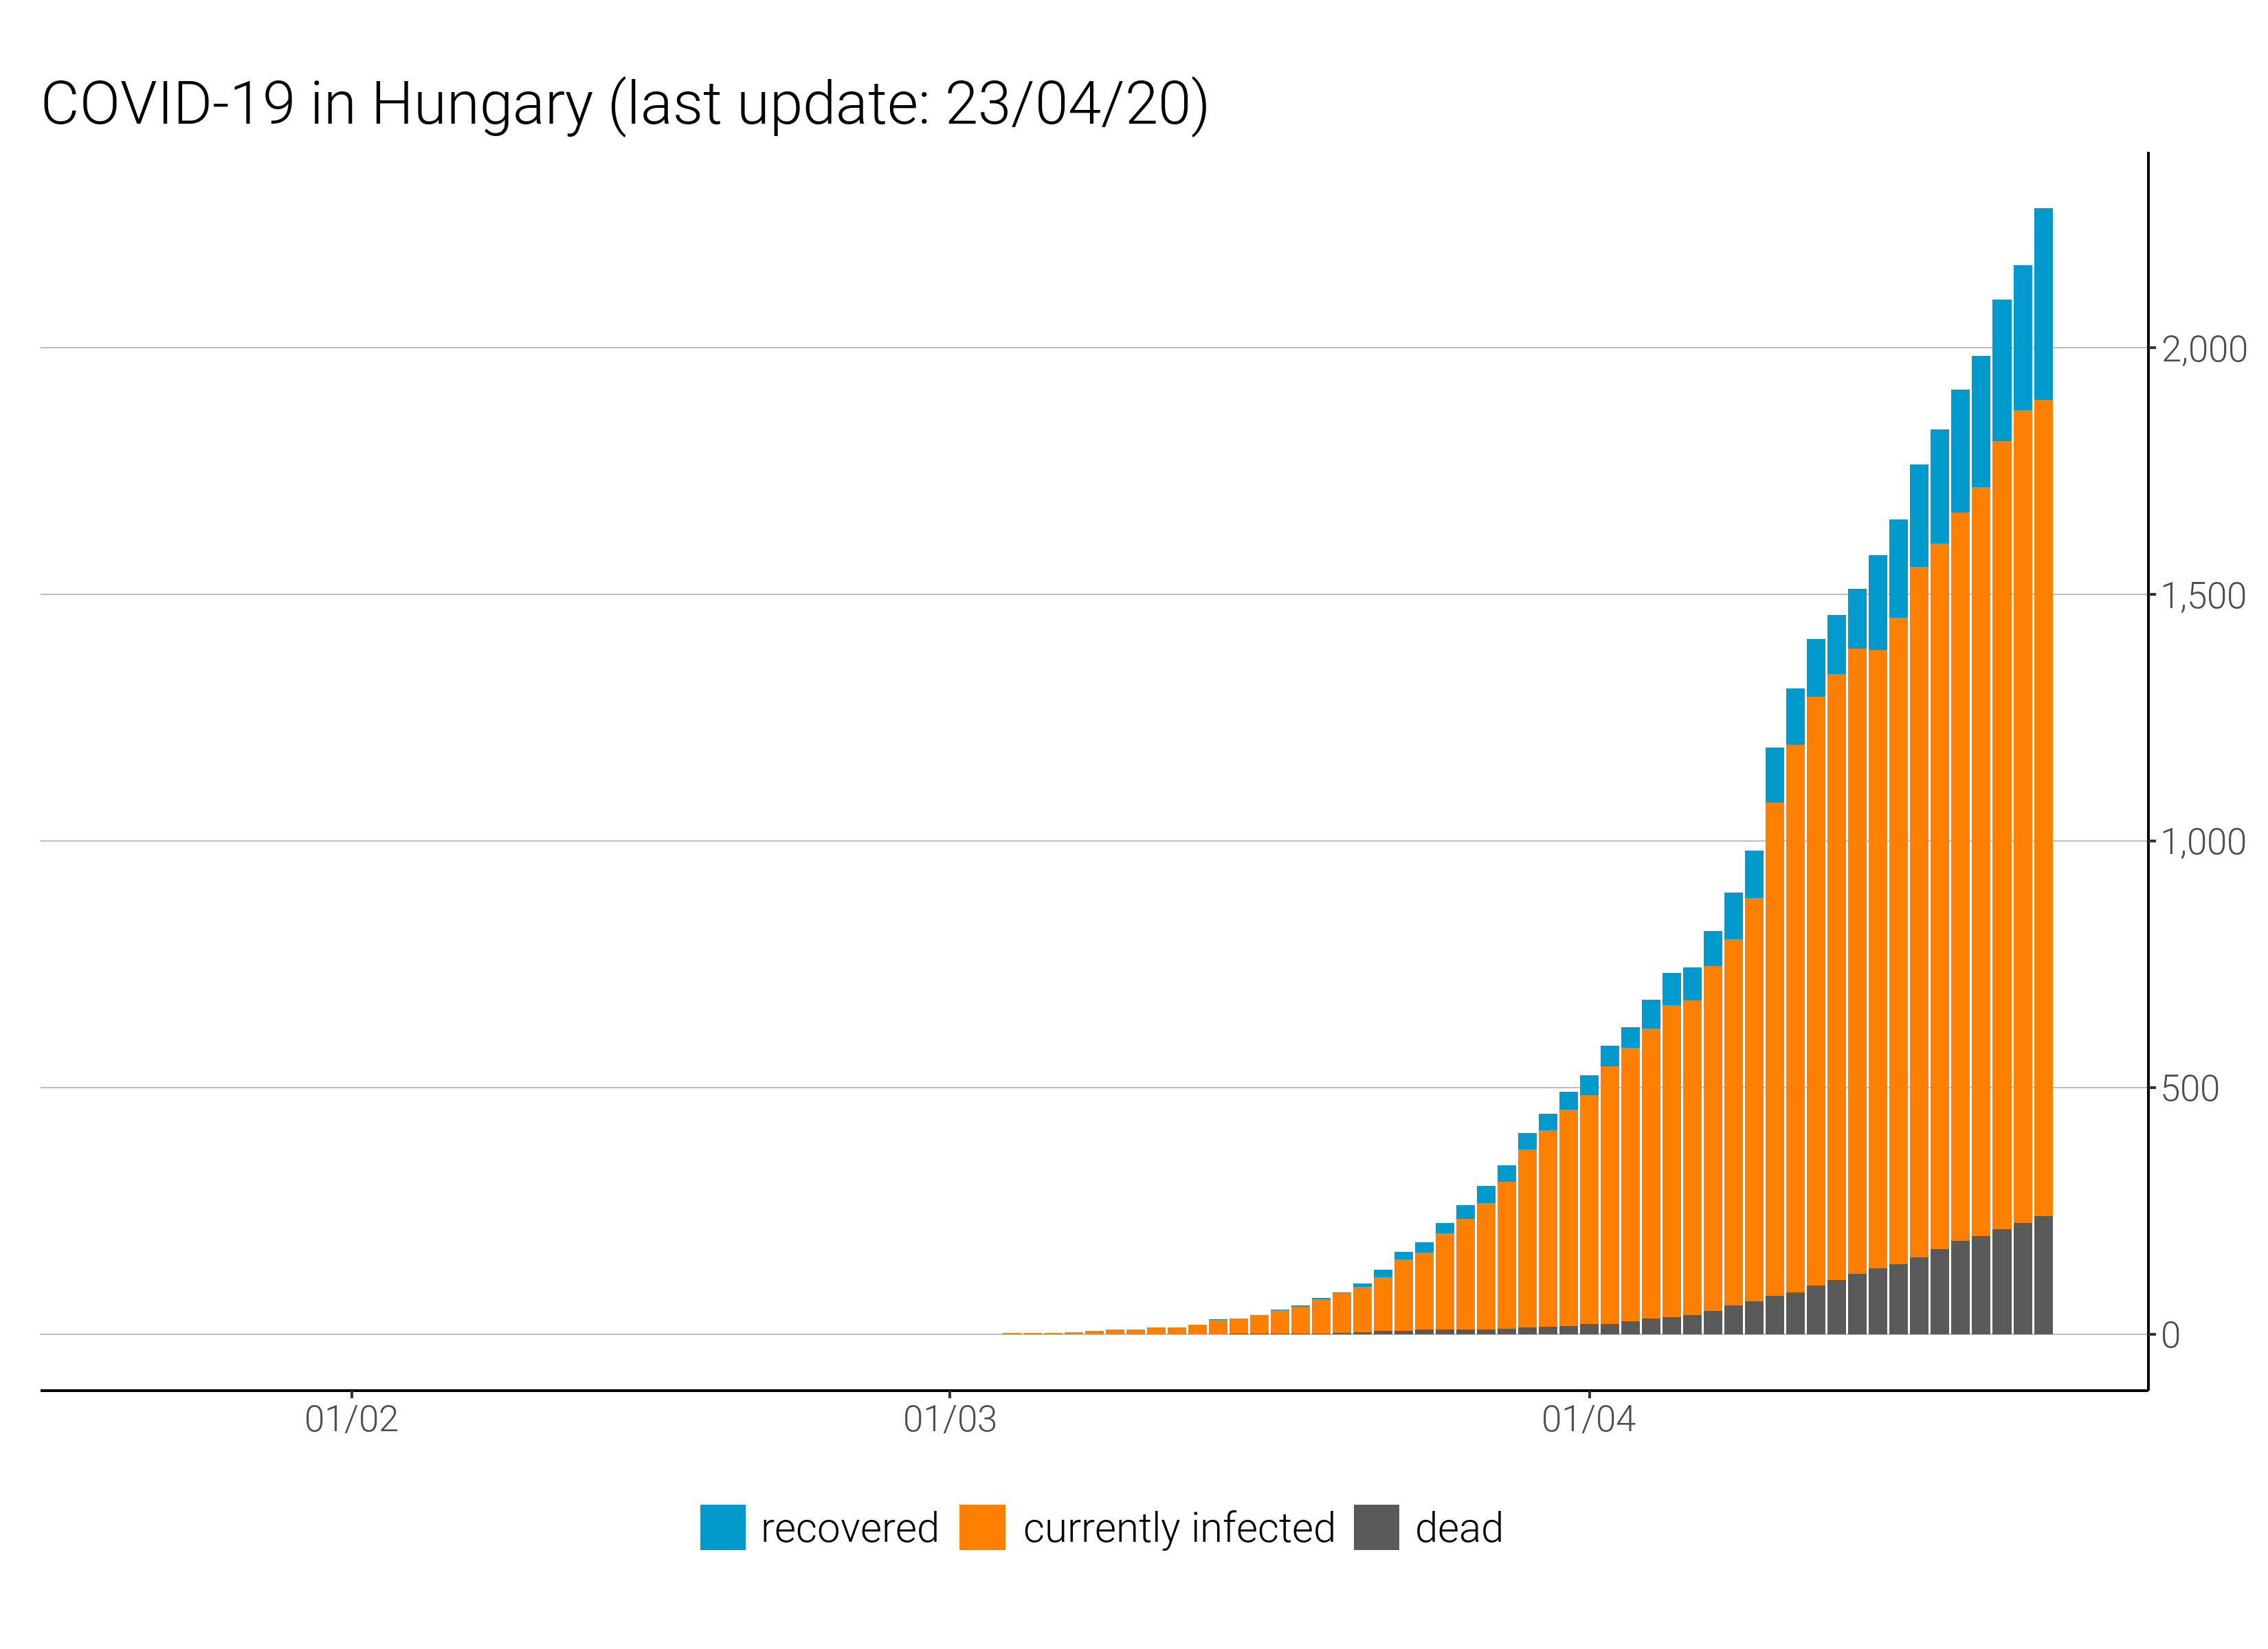 COVID-19 in Hungary (last update: 23/04/20)
2,000
1,500
1,000
500
0
01/02 01/03 01/04
recovered currently infected dead